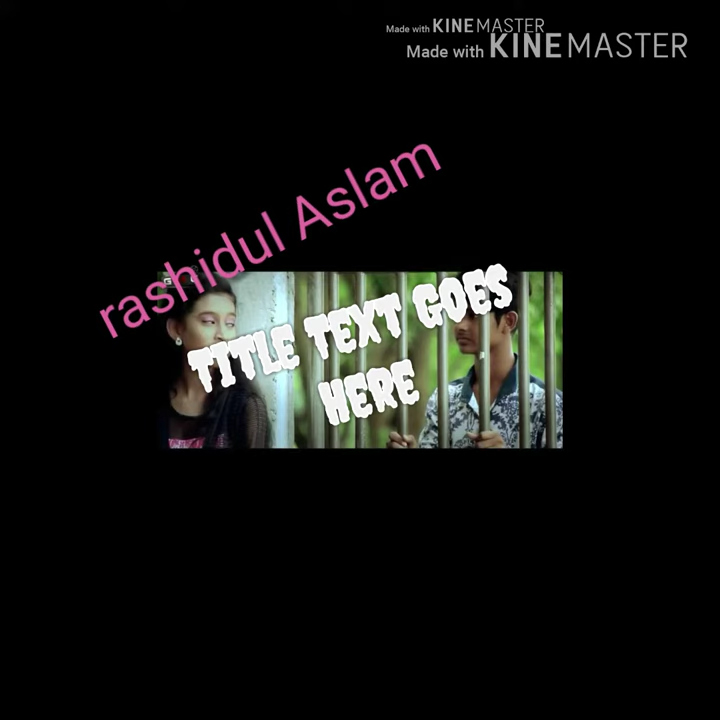 Made with KINEMASTER
Made with KINEMASTER
rashidul Aslam
TITLE TEXT GOES
HERE